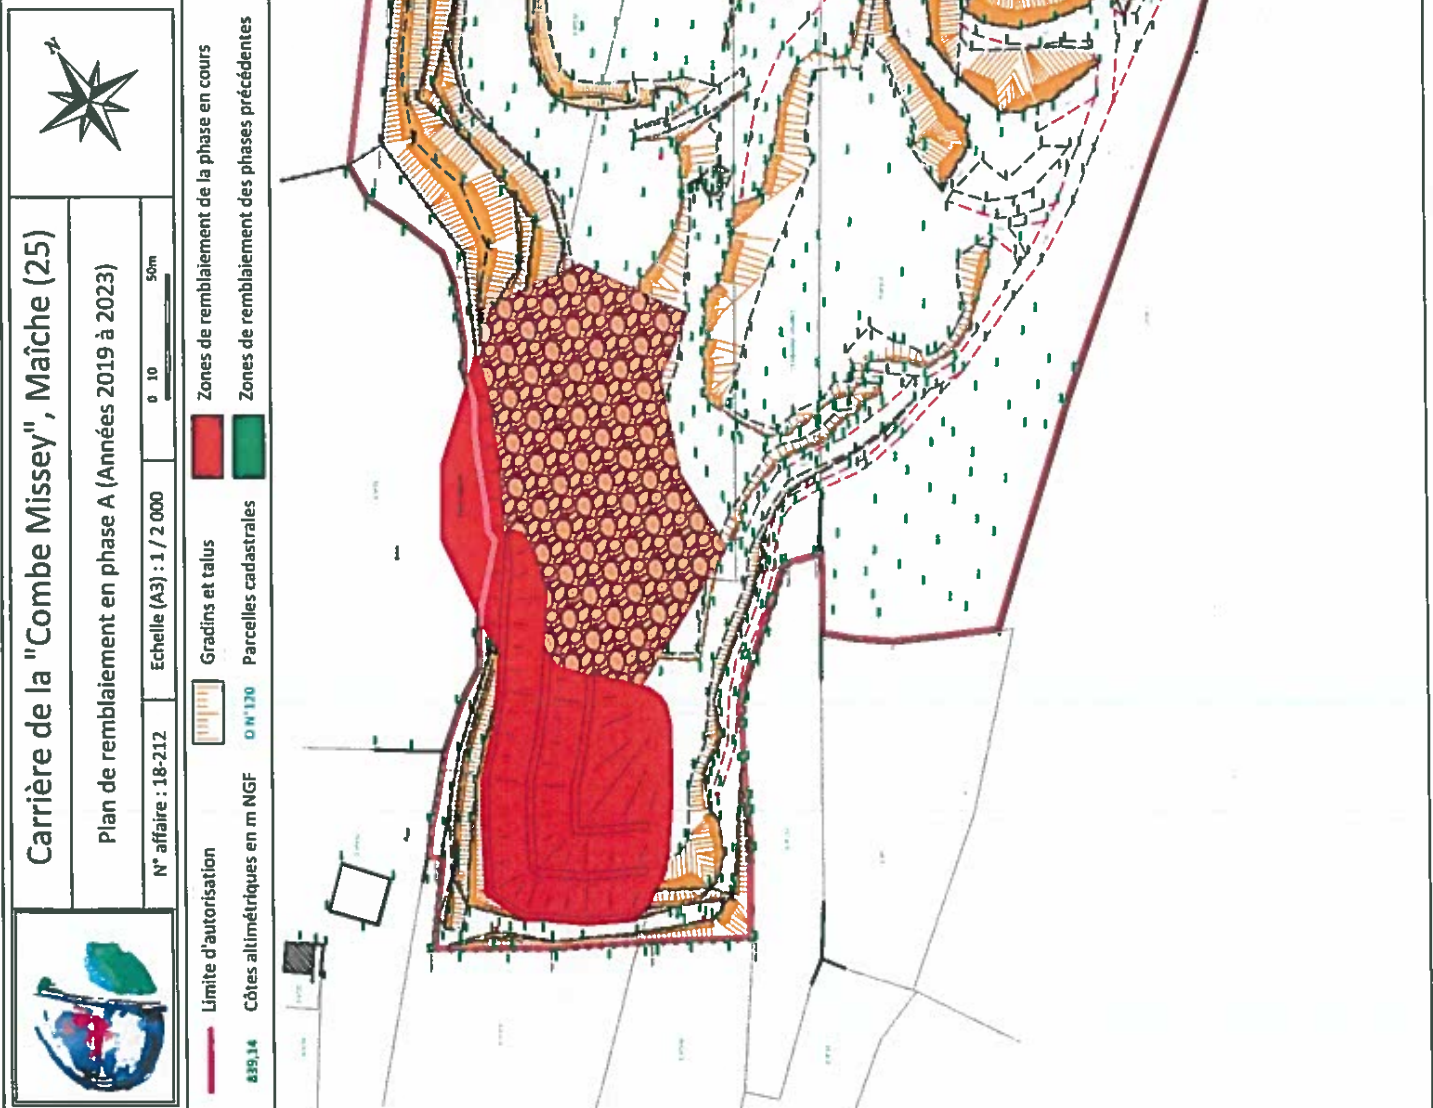 Carrière de la "Combe Missey", Maîche (25)
Plan de remblaiement en phase A (Années 2019 à 2023)
N° affaire : 18-212
Echelle (A3) : 1 / 2 000
0 10 50m
Limite d'autorisation
Gradins et talus
Zones de remblaiement de la phase en cours
839,14 Côtes altimétriques en m NGF
O N°120 Parcelles cadastrales
Zones de remblaiement des phases précédentes
N